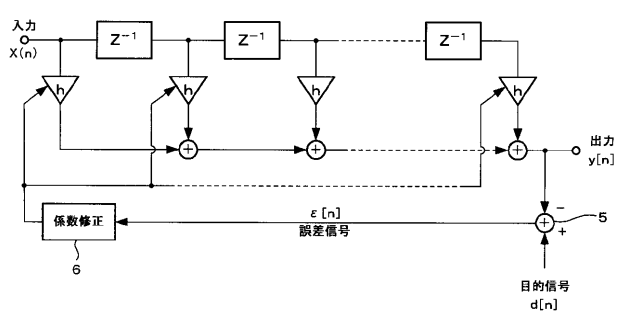 入力
X(n)
Z⁻¹
Z⁻¹
Z⁻¹
h
h
h
h
+
+
+
出力
y[n]
係数修正
6
ε[n]
誤差信号
−
+
+
5
目的信号
d[n]